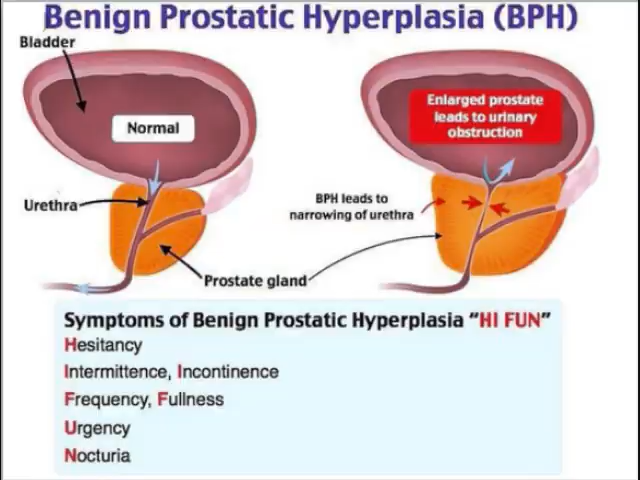 Benign Prostatic Hyperplasia (BPH)
Bladder
Normal
Enlarged prostate
leads to urinary
obstruction
Urethra
BPH leads to
narrowing of urethra
Prostate gland
Symptoms of Benign Prostatic Hyperplasia "HI FUN"
Hesitancy
Intermittence, Incontinence
Frequency, Fullness
Urgency
Nocturia